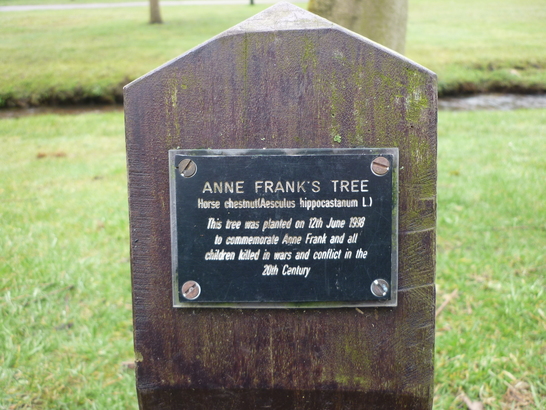 ANNE FRANK'S TREE
Horse chestnut(Aesculus hippocastanum L)
This tree was planted on 12th June 1998
to commemorate Anne Frank and all
children killed in wars and conflict in the
20th Century